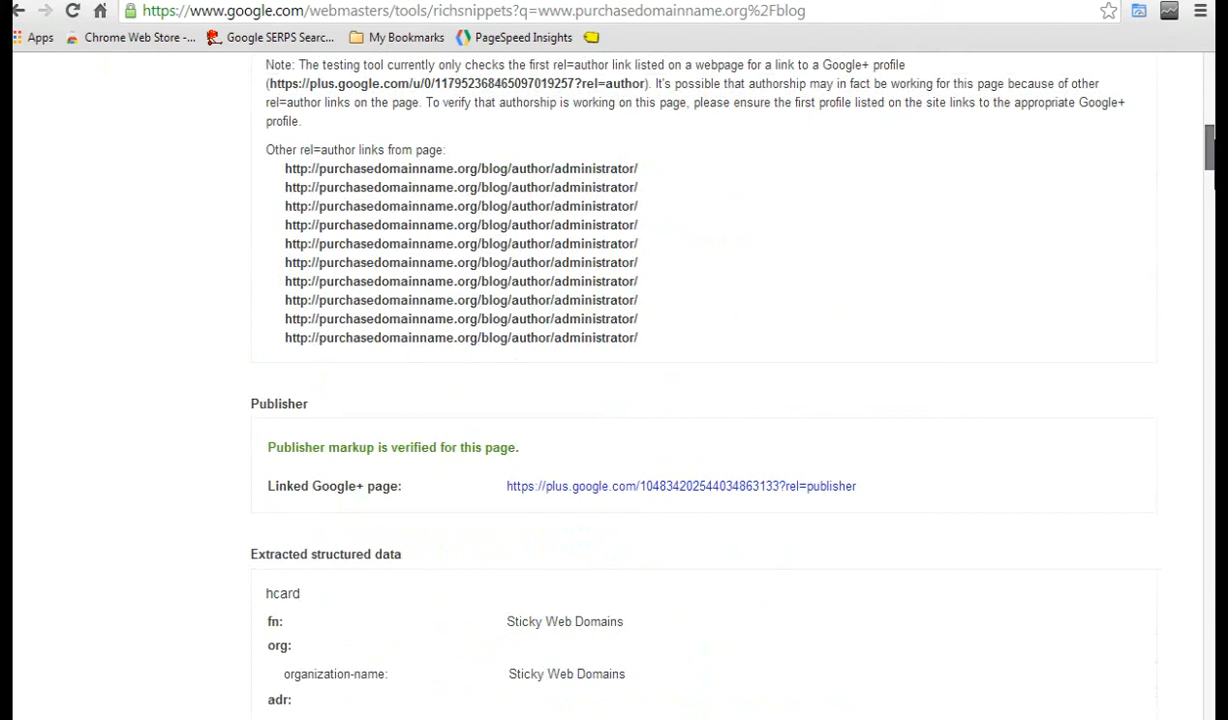 https://www.google.com/webmasters/tools/richsnippets?q=www.purchasedomainname.org%2Fblog
Apps Chrome Web Store -... Google SERPS Searc... My Bookmarks PageSpeed Insights
Note: The testing tool currently only checks the first rel=author link listed on a webpage for a link to a Google+ profile
(https://plus.google.com/u/0/117952368465097019257?rel=author). It's possible that authorship may in fact be working for this page because of other
rel=author links on the page. To verify that authorship is working on this page, please ensure the first profile listed on the site links to the appropriate Google+
profile.
Other rel=author links from page:
http://purchasedomainname.org/blog/author/administrator/
http://purchasedomainname.org/blog/author/administrator/
http://purchasedomainname.org/blog/author/administrator/
http://purchasedomainname.org/blog/author/administrator/
http://purchasedomainname.org/blog/author/administrator/
http://purchasedomainname.org/blog/author/administrator/
http://purchasedomainname.org/blog/author/administrator/
http://purchasedomainname.org/blog/author/administrator/
http://purchasedomainname.org/blog/author/administrator/
http://purchasedomainname.org/blog/author/administrator/
Publisher
Publisher markup is verified for this page.
Linked Google+ page: https://plus.google.com/104834202544034863133?rel=publisher
Extracted structured data
hcard
fn: Sticky Web Domains
org:
organization-name: Sticky Web Domains
adr: